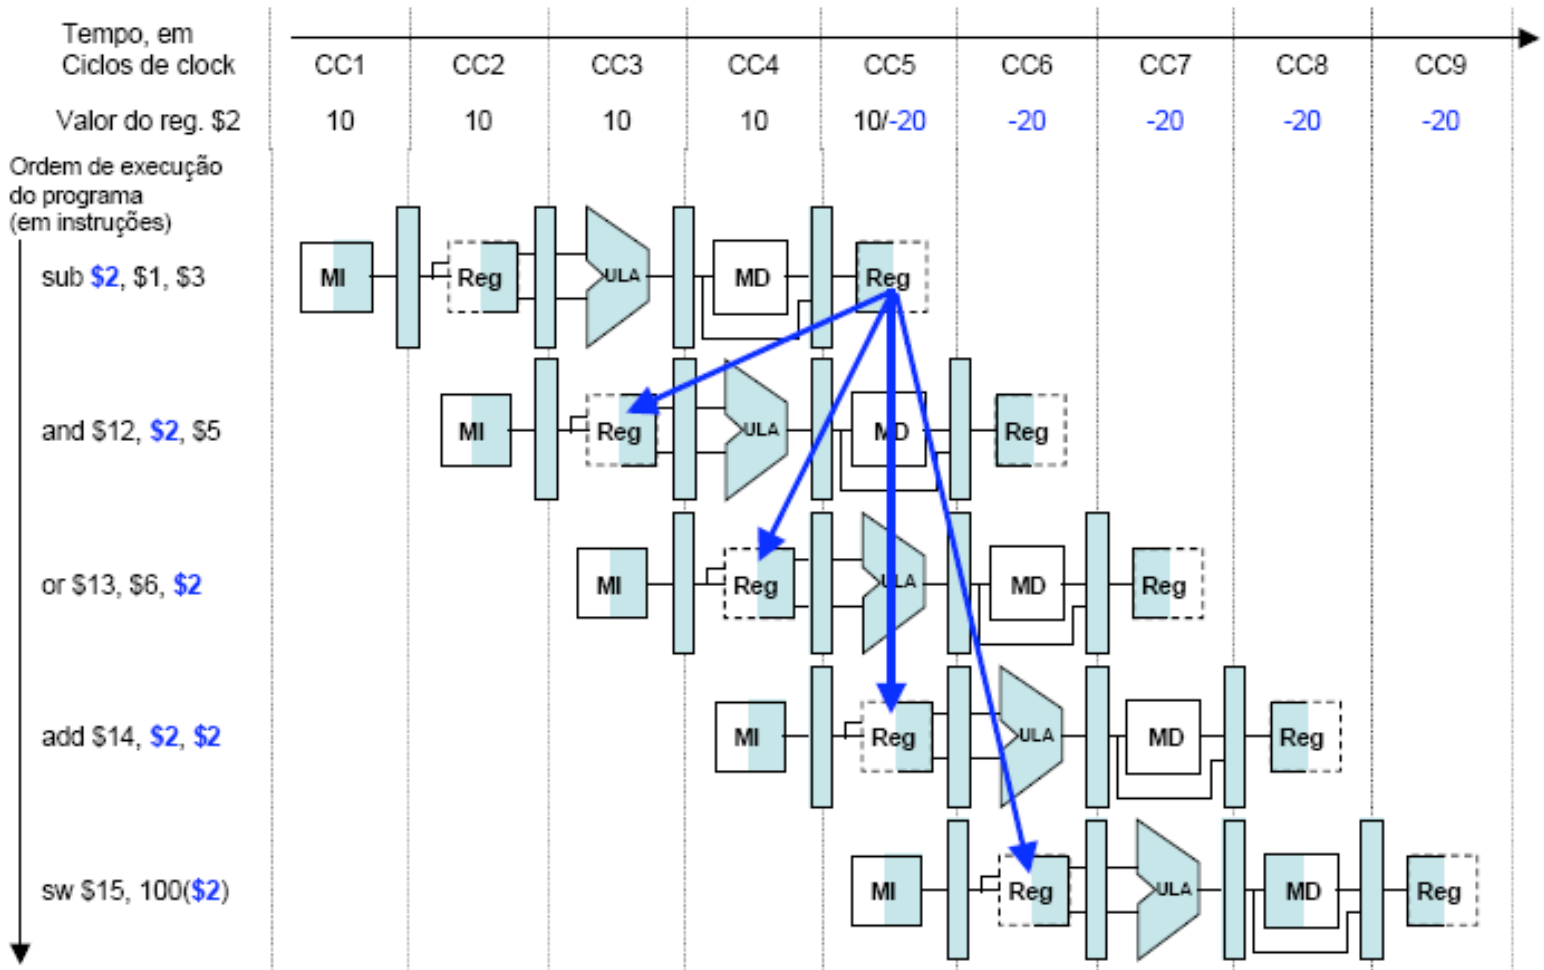 Tempo, em
Ciclos de clock
CC1 CC2 CC3 CC4 CC5 CC6 CC7 CC8 CC9
Valor do reg. $2 10 10 10 10 10/-20 -20 -20 -20 -20
Ordem de execução
do programa
(em instruções)
sub $2, $1, $3
MI Reg ULA MD Reg
and $12, $2, $5
MI Reg ULA MD Reg
or $13, $6, $2
MI Reg ULA MD Reg
add $14, $2, $2
MI Reg ULA MD Reg
sw $15, 100($2)
MI Reg ULA MD Reg